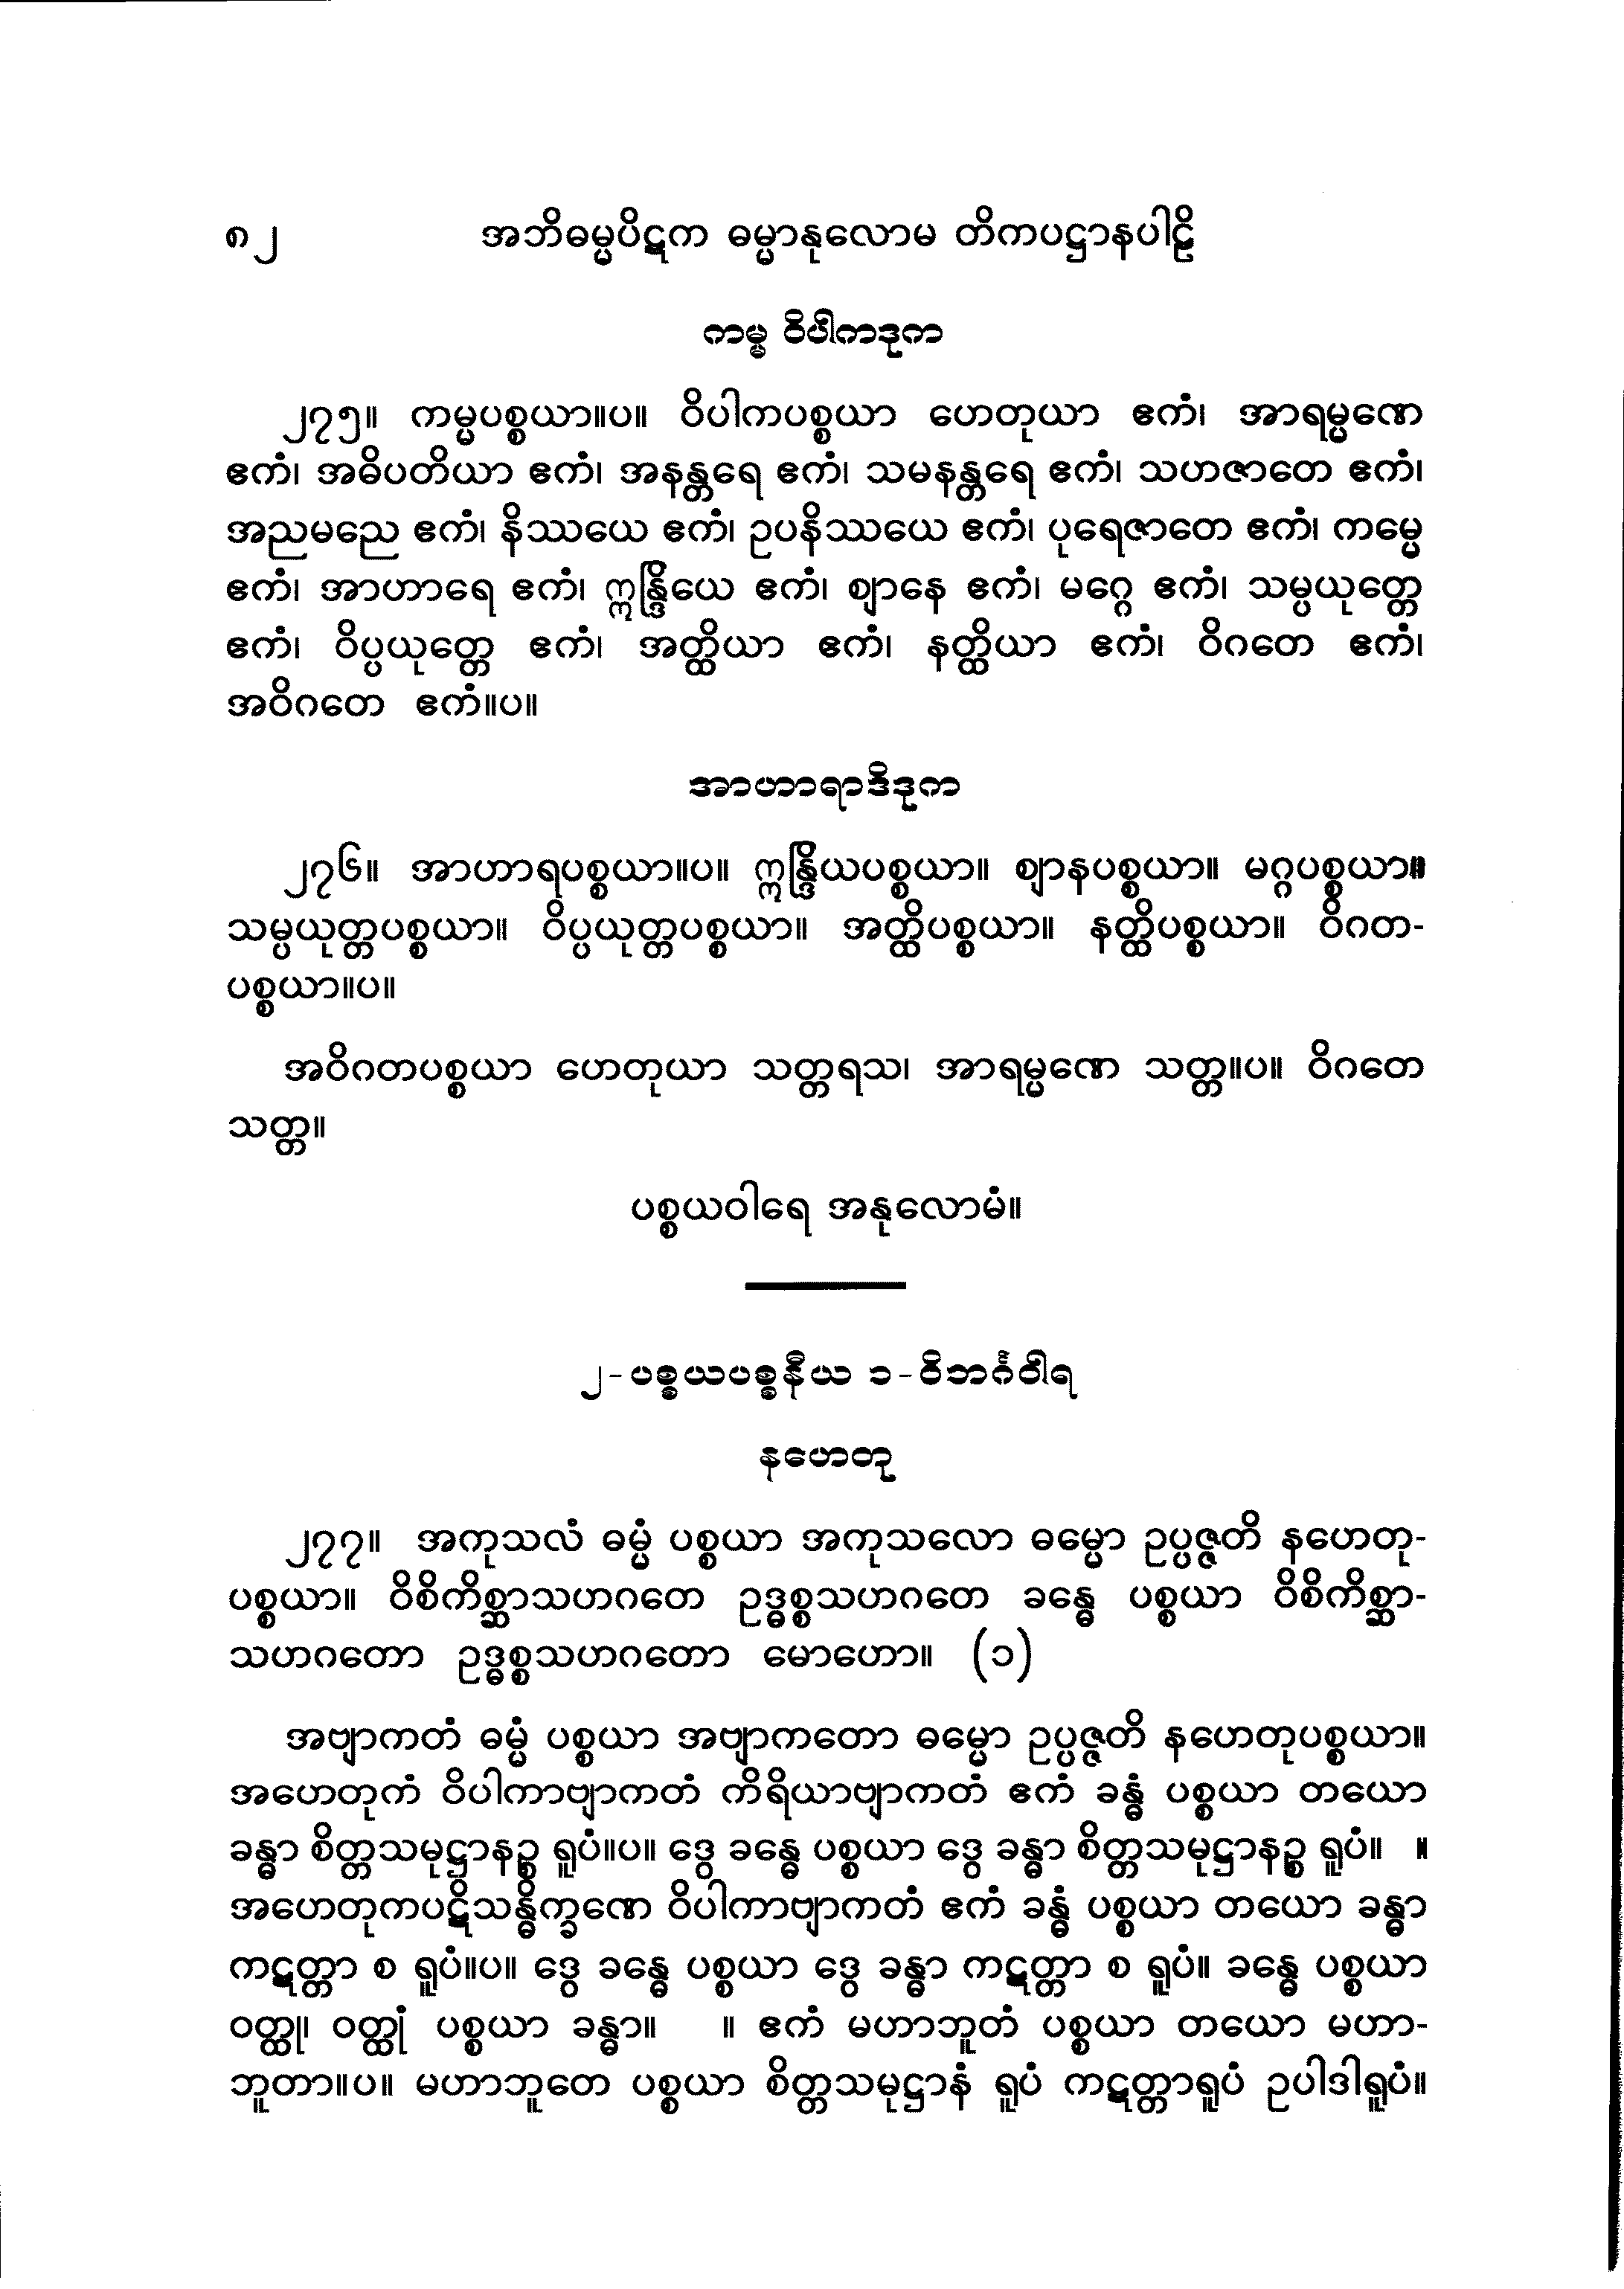 ၈၂ အဘိဓမ္မပိဋက ဓမ္မာနုလောမ တိကပဋ္ဌာနပါဠိ
ကမ္မ ဝိပါကဒုက
၂၇၅။ ကမ္မပစ္စယာ။ပ။ ဝိပါကပစ္စယာ ဟေတုယာ ဧကံ၊ အာရမ္မဏေ
ဧကံ၊ အဓိပတိယာ ဧကံ၊ အနန္တရေ ဧကံ၊ သမနန္တရေ ဧကံ၊ သဟဇာတေ ဧကံ၊
အညမညေ ဧကံ၊ နိဿယေ ဧကံ၊ ဥပနိဿယေ ဧကံ၊ ပုရေဇာတေ ဧကံ၊ ကမ္မေ
ဧကံ၊ အာဟာရေ ဧကံ၊ ဣန္ဒြိယေ ဧကံ၊ ဈာနေ ဧကံ၊ မဂ္ဂေ ဧကံ၊ သမ္ပယုတ္တေ
ဧကံ၊ ဝိပ္ပယုတ္တေ ဧကံ၊ အတ္ထိယာ ဧကံ၊ နတ္ထိယာ ဧကံ၊ ဝိဂတေ ဧကံ၊
အဝိဂတေ ဧကံ။ပ။
အာဟာရာဒိဒုက
၂၇၆။ အာဟာရပစ္စယာ။ပ။ ဣန္ဒြိယပစ္စယာ။ ဈာနပစ္စယာ။ မဂ္ဂပစ္စယာ။
သမ္ပယုတ္တပစ္စယာ။ ဝိပ္ပယုတ္တပစ္စယာ။ အတ္ထိပစ္စယာ။ နတ္ထိပစ္စယာ။ ဝိဂတ-
ပစ္စယာ။ပ။
အဝိဂတပစ္စယာ ဟေတုယာ သတ္တရသ၊ အာရမ္မဏေ သတ္တ။ပ။ ဝိဂတေ
သတ္တ။
ပစ္စယဝါရေ အနုလောမံ။
၂-ပစ္စယပစ္စနီယ ၁-ဝိဘင်္ဂဝါရ
နဟေတု
၂၇၇။ အကုသလံ ဓမ္မံ ပစ္စယာ အကုသလော ဓမ္မော ဥပ္ပဇ္ဇတိ နဟေတု-
ပစ္စယာ။ ဝိစိကိစ္ဆာသဟဂတေ ဥဒ္ဓစ္စသဟဂတေ ခန္ဓေ ပစ္စယာ ဝိစိကိစ္ဆာ-
သဟဂတော ဥဒ္ဓစ္စသဟဂတော မောဟော။ (၁)
အဗျာကတံ ဓမ္မံ ပစ္စယာ အဗျာကတော ဓမ္မော ဥပ္ပဇ္ဇတိ နဟေတုပစ္စယာ။
အဟေတုကံ ဝိပါကာဗျာကတံ ကိရိယာဗျာကတံ ဧကံ ခန္ဓံ ပစ္စယာ တယော
ခန္ဓာ စိတ္တသမုဋ္ဌာနဉ္စ ရူပံ။ပ။ ဒွေ ခန္ဓေ ပစ္စယာ ဒွေ ခန္ဓာ စိတ္တသမုဋ္ဌာနဉ္စ ရူပံ။ ။
အဟေတုကပဋိသန္ဓိက္ခဏေ ဝိပါကာဗျာကတံ ဧကံ ခန္ဓံ ပစ္စယာ တယော ခန္ဓာ
ကဋတ္တာ စ ရူပံ။ပ။ ဒွေ ခန္ဓေ ပစ္စယာ ဒွေ ခန္ဓာ ကဋတ္တာ စ ရူပံ။ ခန္ဓေ ပစ္စယာ
ဝတ္ထု၊ ဝတ္ထုံ ပစ္စယာ ခန္ဓာ။ ။ ဧကံ မဟာဘူတံ ပစ္စယာ တယော မဟာ-
ဘူတာ။ပ။ မဟာဘူတေ ပစ္စယာ စိတ္တသမုဋ္ဌာနံ ရူပံ ကဋတ္တာရူပံ ဥပါဒါရူပံ။